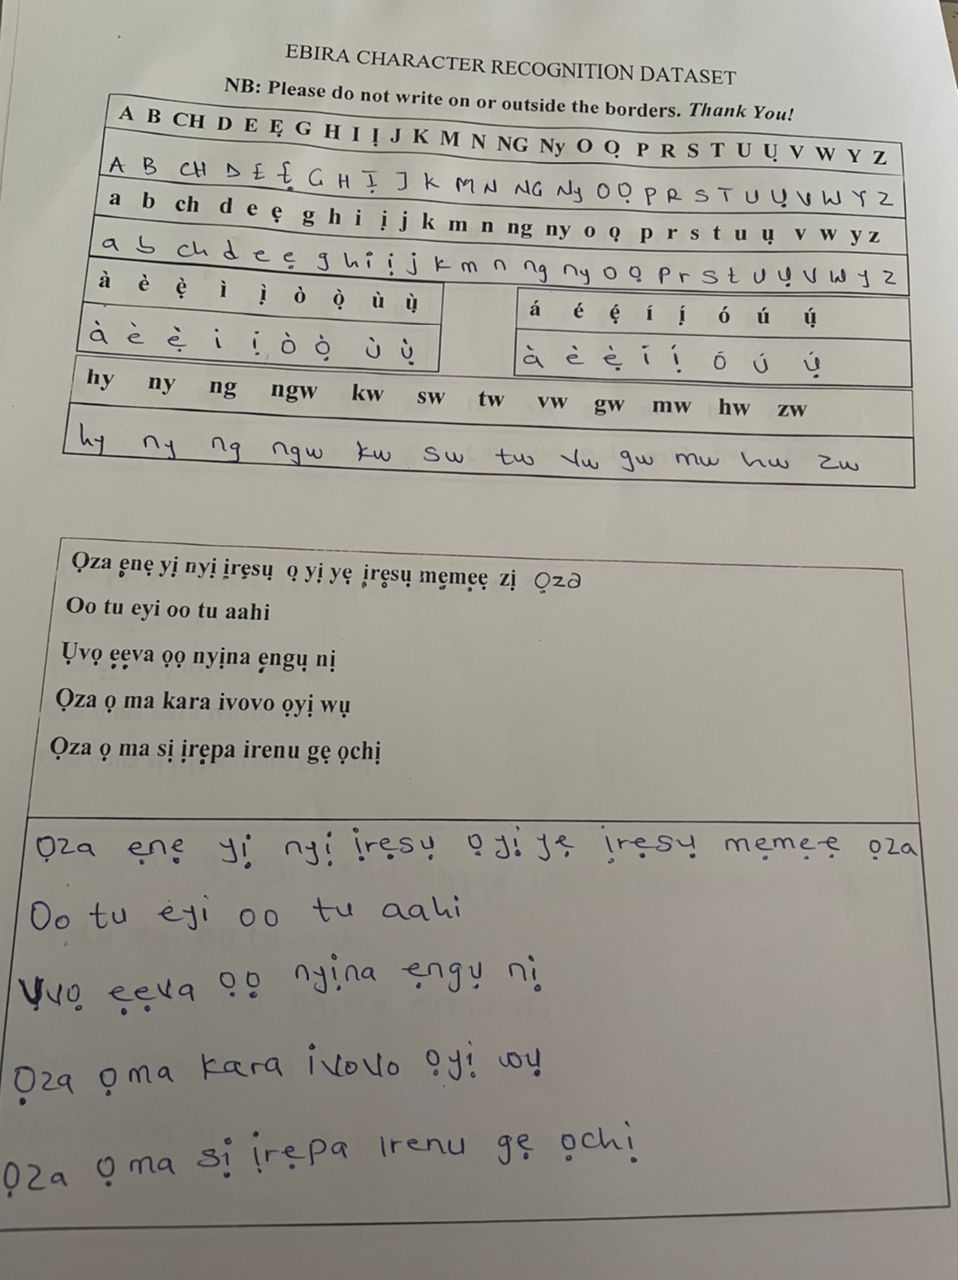 EBIRA CHARACTER RECOGNITION DATASET
NB: Please do not write on or outside the borders. Thank You!
A B CH D E Ẹ G H I Ị J K M N NG Ny O Ọ P R S T U Ụ V W Y Z
A B CH D E Ẹ G H I Ị J K M N NG Ny O Ọ P R S T U Ụ V W Y Z
a b ch d e ẹ g h i ị j k m n ng ny o ọ p r s t u ụ v w y z
a b ch d e ẹ g h i ị j k m n ng ny o ọ p r s t u ụ v w y z
à è ẹ̀ ì ị̀ ò ọ̀ ù ụ̀
à è ẹ̀ i ị ò ọ̀ ù ụ̀
á é ẹ́ í ị́ ó ú ụ́
à è ẹ̀ í ị́ ó ú ụ́
hy ny ng ngw kw sw tw vw gw mw hw zw
hy ny ng ngw kw sw tw vw gw mw hw zw
Ọza ẹnẹ yị nyị ịrẹsụ ọ yị yẹ ịrẹsụ mẹmẹẹ zị Ọza
Oo tu eyi oo tu aahi
Ụvọ ẹẹva ọọ nyịna ẹngụ nị
Ọza ọ ma kara ivovo ọyị wụ
Ọza ọ ma sị ịrẹpa irenu gẹ ọchị
Ọza ẹnẹ yị nyị ịrẹsụ ọ yị yẹ ịrẹsụ mẹmẹẹ ọza
Oo tu eyi oo tu aahi
Ụvọ ẹẹva ọọ nyịna ẹngụ nị
Ọza ọ ma kara ivovo ọyị wụ
Ọza ọ ma sị ịrẹpa irenu gẹ ọchị